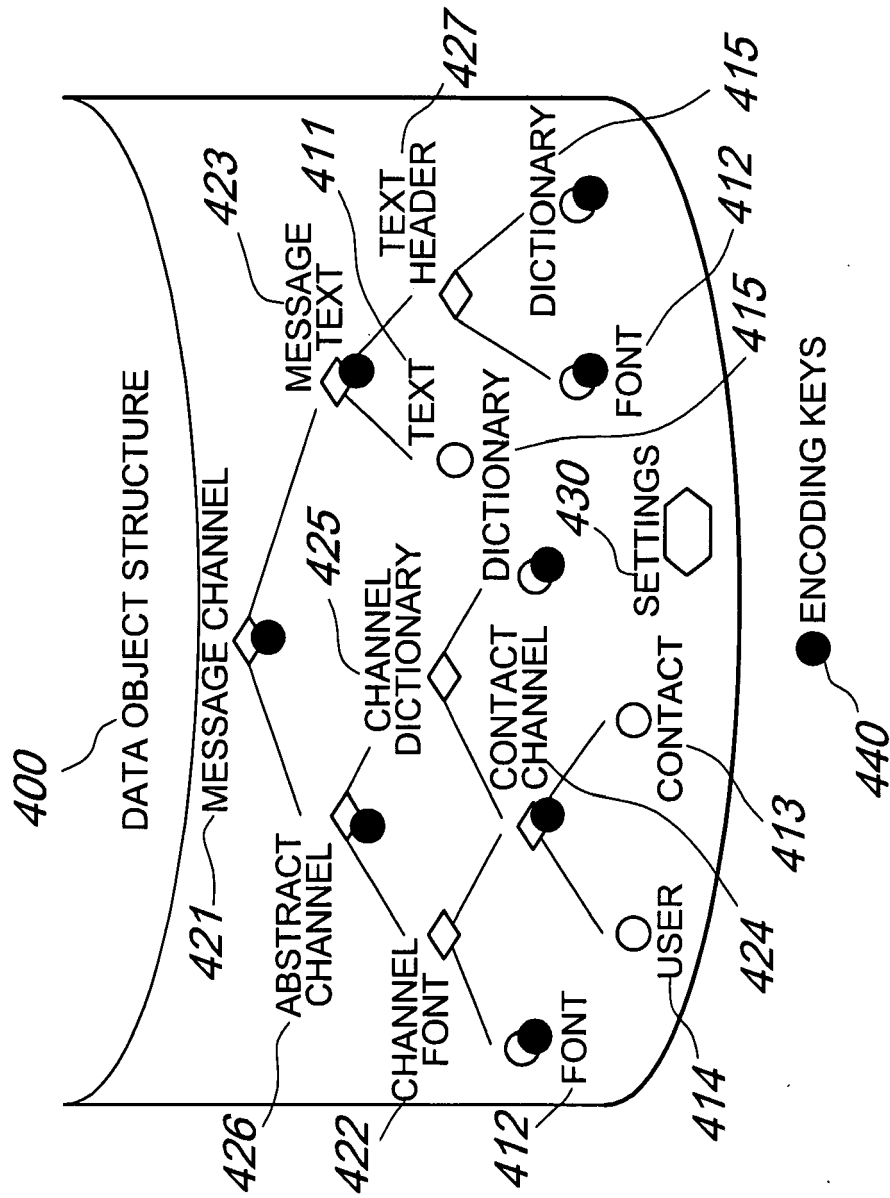 400
DATA OBJECT STRUCTURE
421
MESSAGE CHANNEL
423
MESSAGE
TEXT
411
427
426
ABSTRACT
CHANNEL
425
CHANNEL
DICTIONARY
TEXT
TEXT
HEADER
422
CHANNEL
FONT
CONTACT
CHANNEL
DICTIONARY
DICTIONARY
415
412
FONT
414
USER
413
CONTACT
424
430
SETTINGS
415
FONT
412
440
ENCODING KEYS